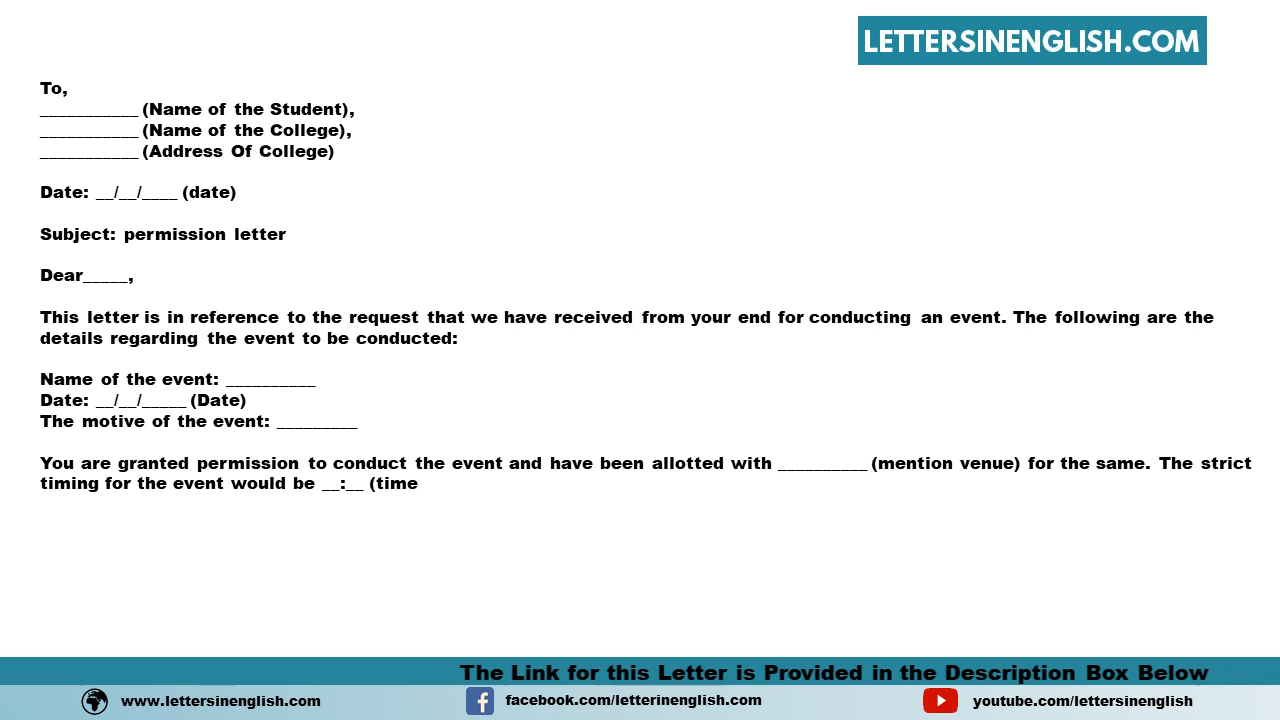 LETTERSINENGLISH.COM
To,
___________ (Name of the Student),
___________ (Name of the College),
___________ (Address Of College)
Date: __/__/____ (date)
Subject: permission letter
Dear_____,
This letter is in reference to the request that we have received from your end for conducting an event. The following are the
details regarding the event to be conducted:
Name of the event: __________
Date: __/__/_____ (Date)
The motive of the event: _________
You are granted permission to conduct the event and have been allotted with __________ (mention venue) for the same. The strict
timing for the event would be __:__ (time
The Link for this Letter is Provided in the Description Box Below
www.lettersinenglish.com
facebook.com/letterinenglish.com
youtube.com/lettersinenglish